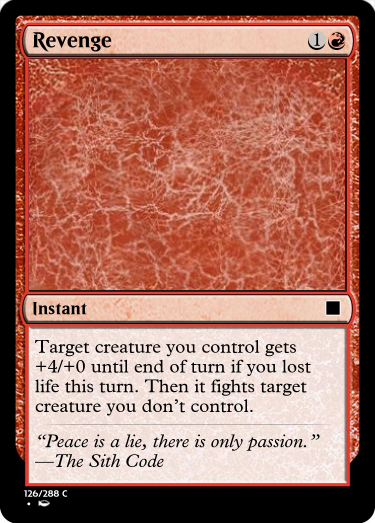 Revenge 1
Instant
Target creature you control gets
+4/+0 until end of turn if you lost
life this turn. Then it fights target
creature you don't control.
“Peace is a lie, there is only passion.”
—The Sith Code
126/288 C